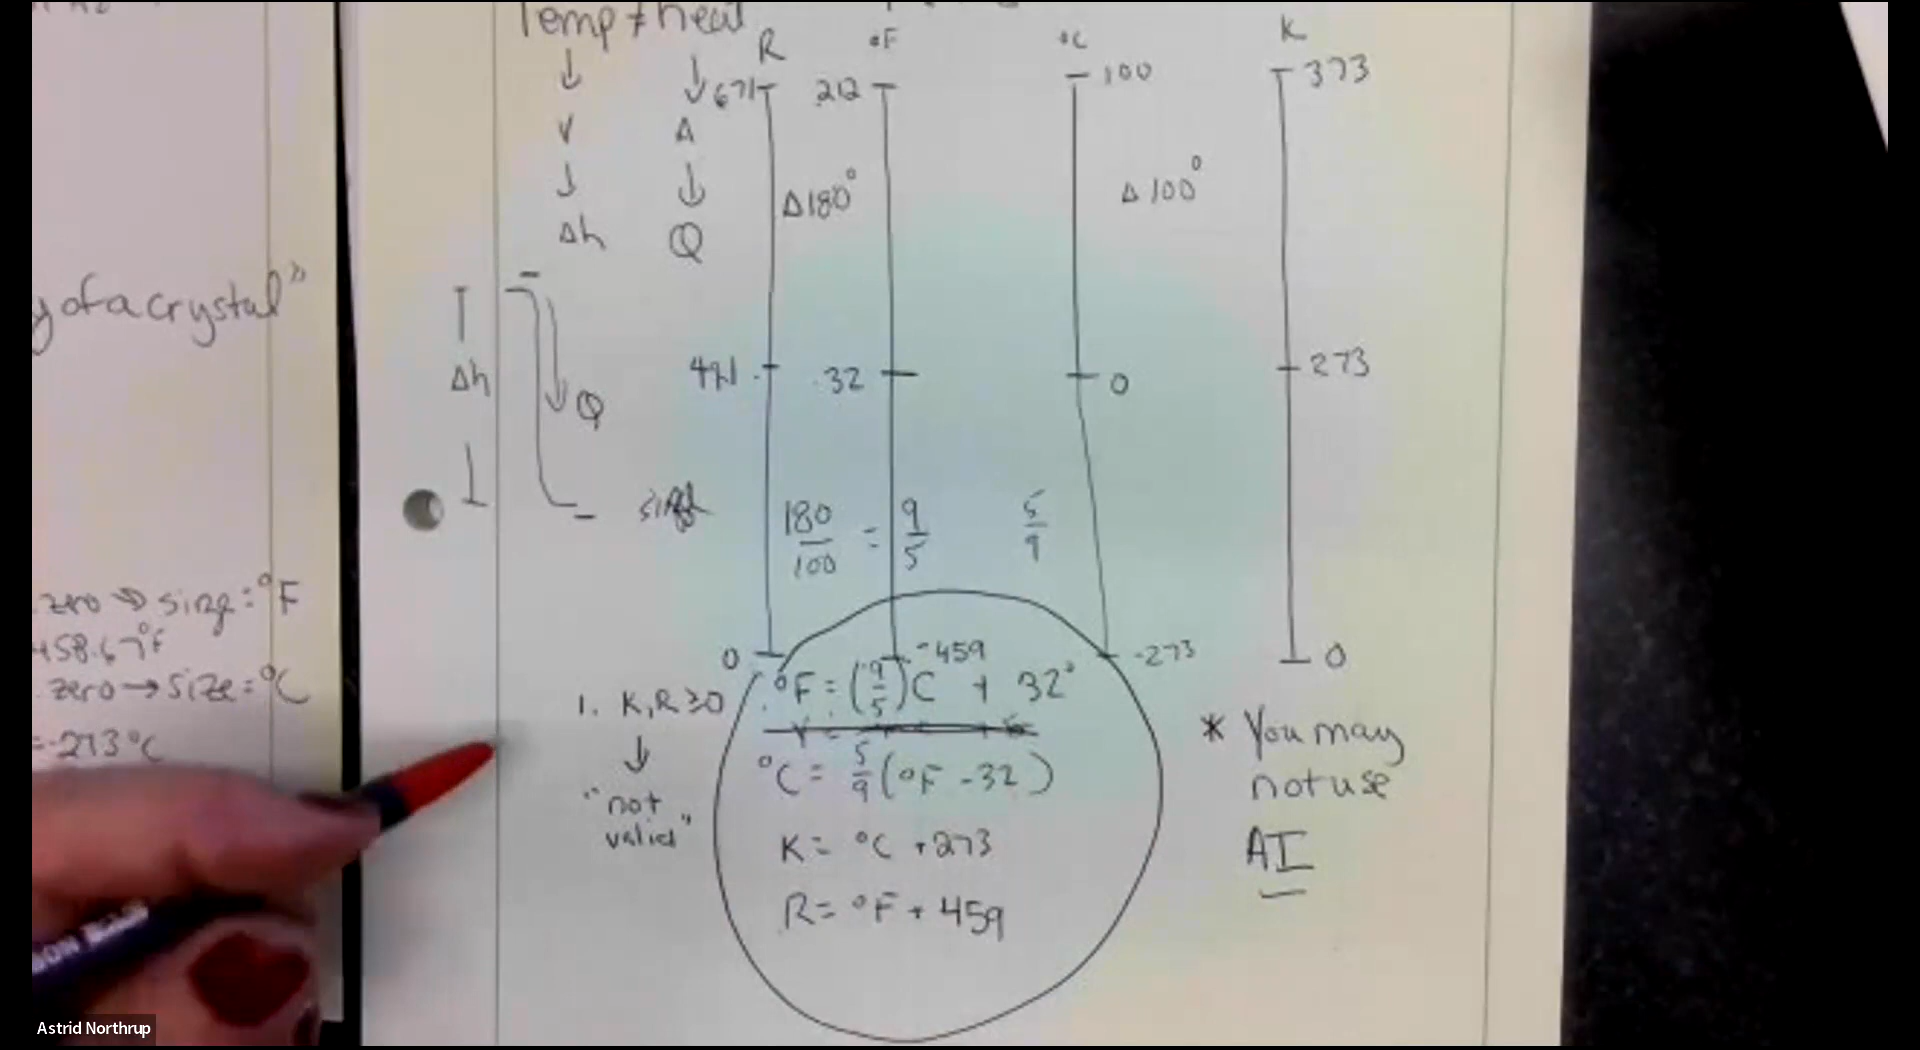 Temp ≠ heat
R
°F
°C
K
671
212
100
373
V
Δ
Δ180°
Δ100°
Δh
Q
y of a crystal"
491
32
0
273
Δh
Q
180/100 = 9/5
5/9
zero → size = °F
458.67°F
zero → size = °C
= -273°C
0
-459
-273
0
1. K, R ≥ 0
"not
valid"
°F = (9/5)C + 32°
°C = 5/9(°F - 32)
K = °C + 273
R = °F + 459
* You may
not use
AI
Astrid Northrup